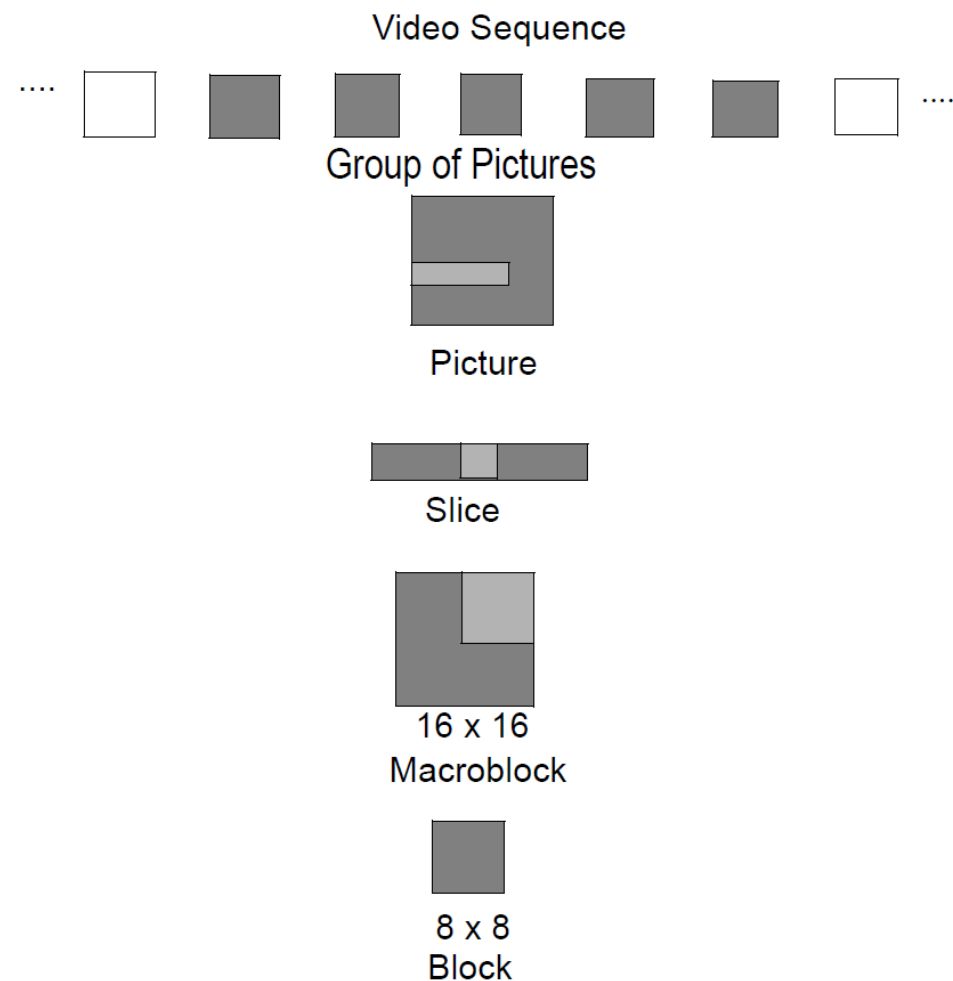 Video Sequence
.... ....
Group of Pictures
Picture
Slice
16 x 16
Macroblock
8 x 8
Block